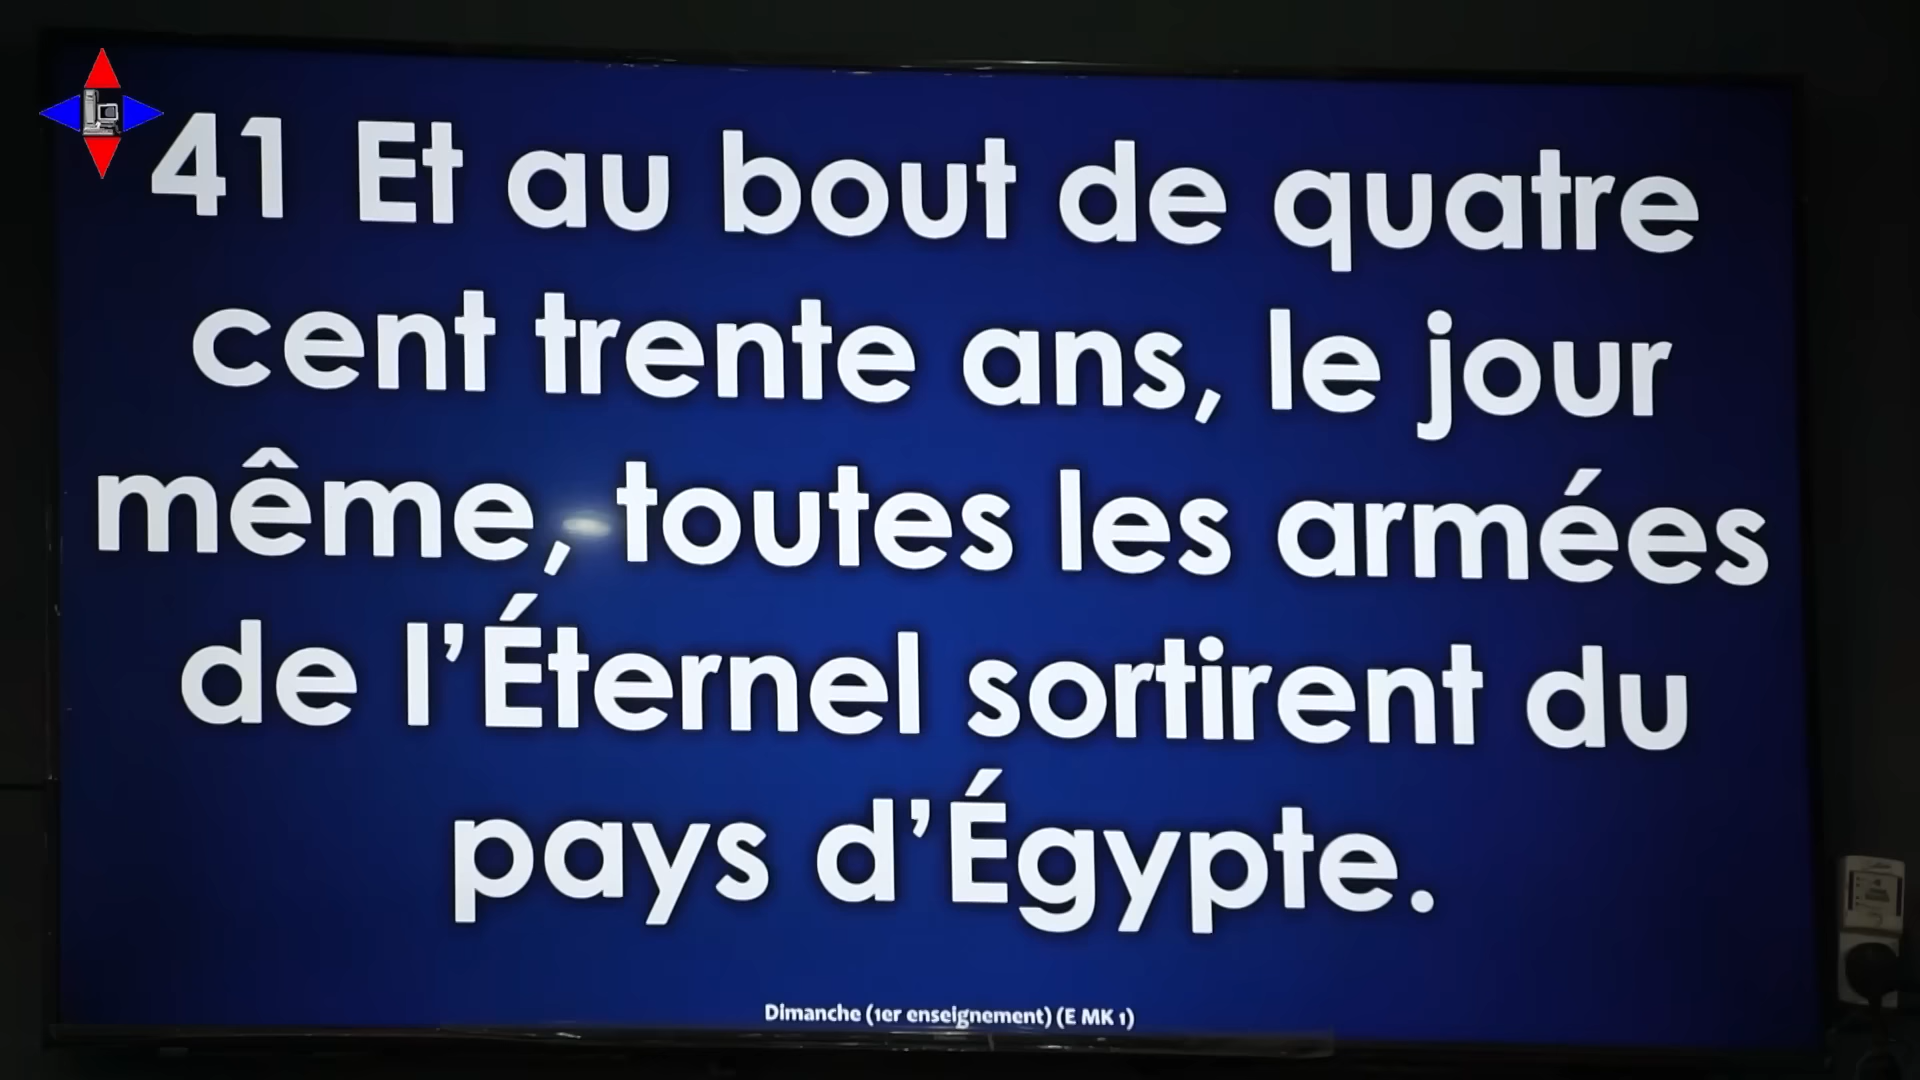 41 Et au bout de quatre
cent trente ans, le jour
même, toutes les armées
de l’Éternel sortirent du
pays d’Égypte.
Dimanche (1er enseignement) (E MK 1)